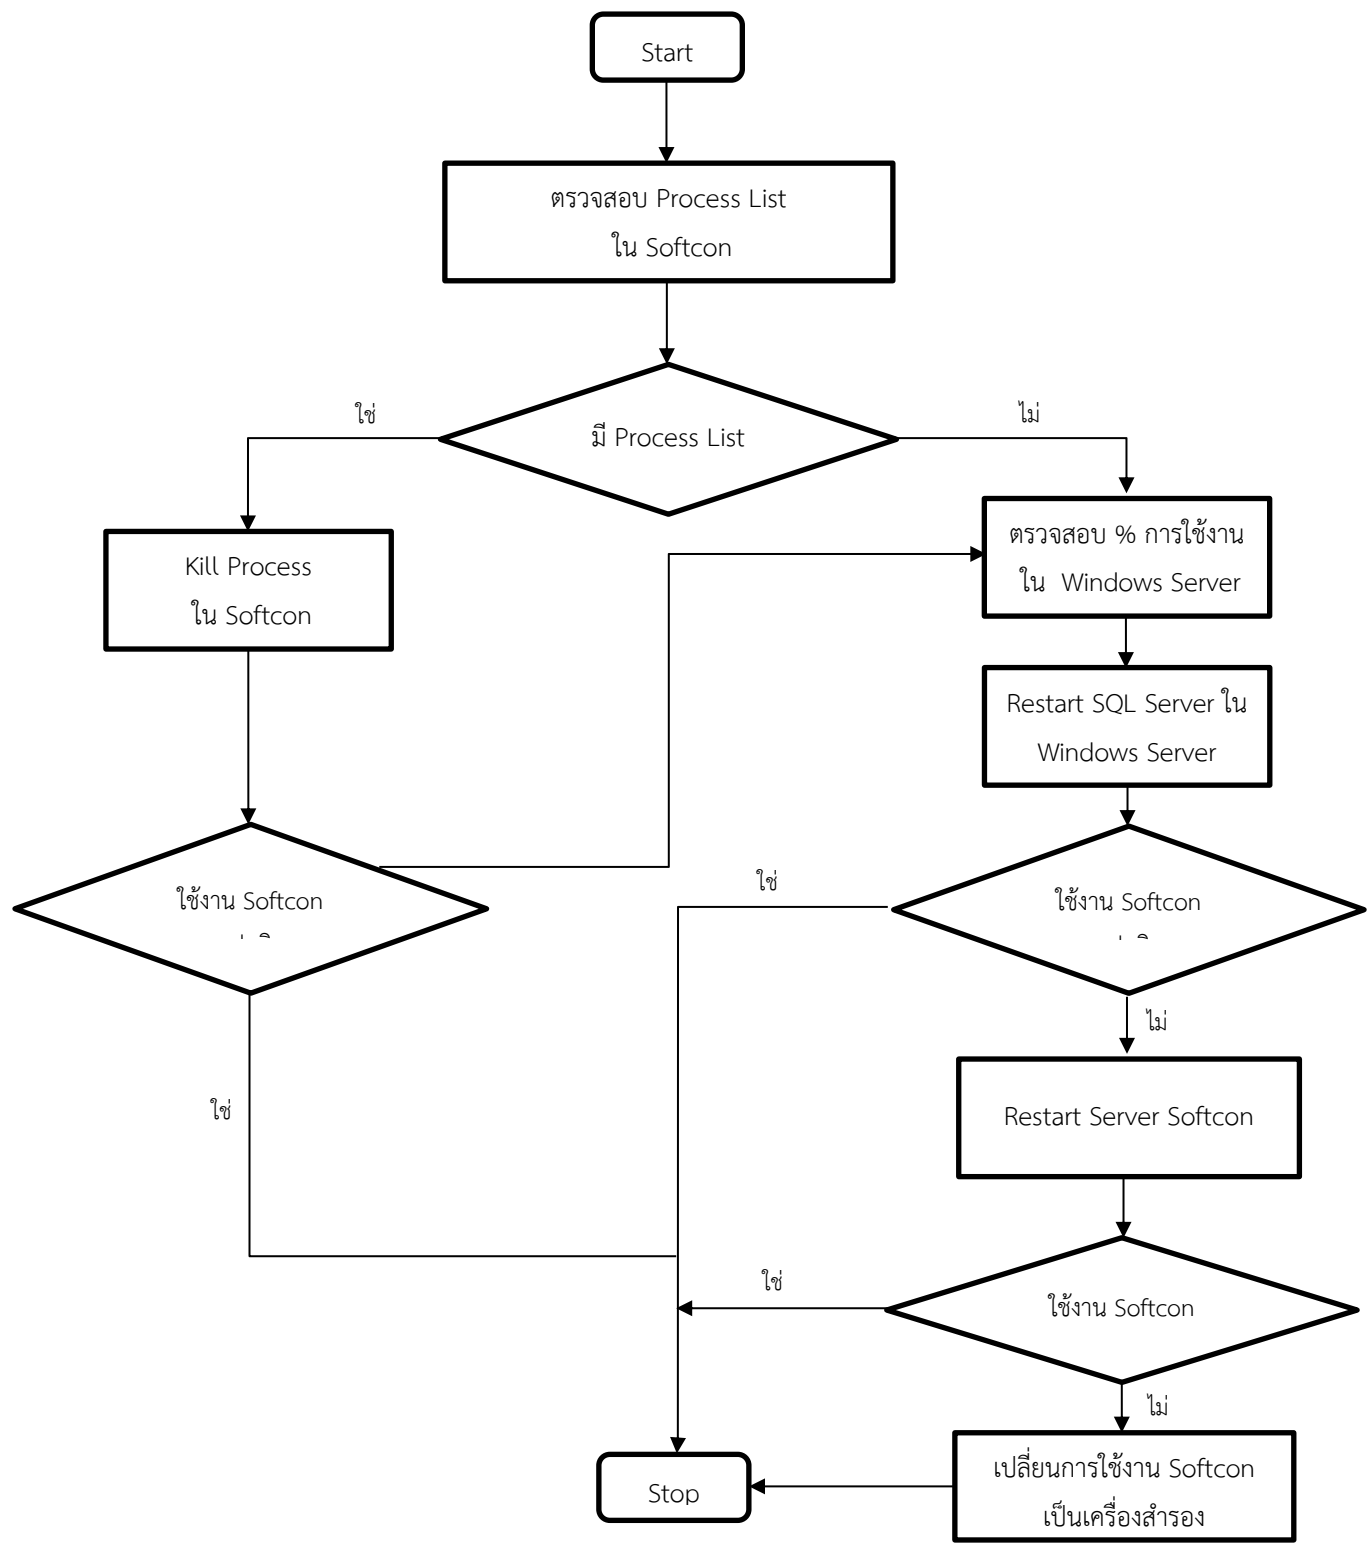 Start
ตรวจสอบ Process List
ใน Softcon
ใช่
ไม่
มี Process List
ตรวจสอบ % การใช้งาน
ใน Windows Server
Kill Process
ใน Softcon
Restart SQL Server ใน
Windows Server
ใช่
ใช้งาน Softcon
ใช้งาน Softcon
ไม่
ใช่
Restart Server Softcon
ใช่
ใช้งาน Softcon
ไม่
เปลี่ยนการใช้งาน Softcon
เป็นเครื่องสำรอง
Stop